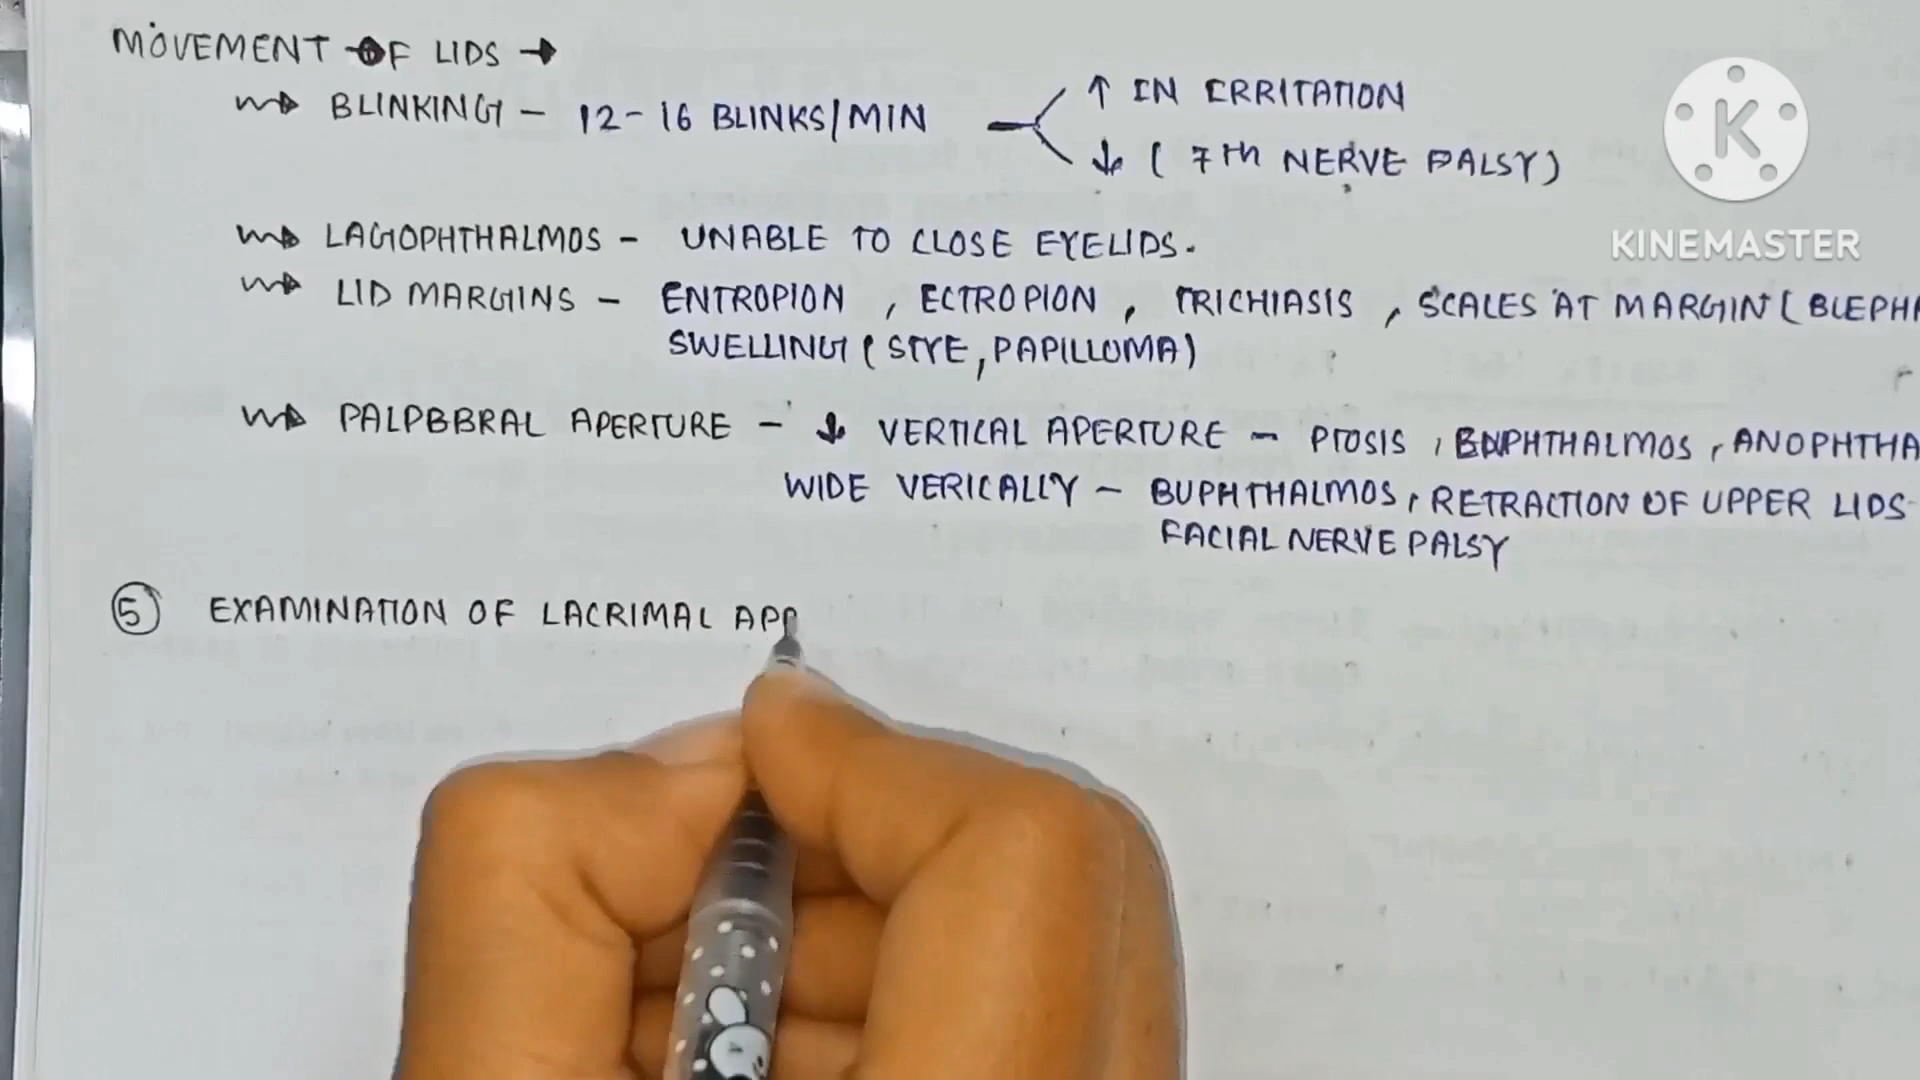 MOVEMENT OF LIDS →
BLINKING – 12-16 BLINKS/MIN
↑ IN IRRITATION
↓ ( 7th NERVE PALSY)
LAGOPHTHALMOS – UNABLE TO CLOSE EYELIDS.
LID MARGINS – ENTROPION , ECTROPION , TRICHIASIS , SCALES AT MARGIN ( BLEPHA
SWELLING ( STYE, PAPILLOMA)
PALPBBRAL APERTURE – ↓ VERTICAL APERTURE – PTOSIS , , ANOPHTHA
WIDE VERICALLY – BUPHTHALMOS, RETRACTION OF UPPER LIDS
FACIAL NERVE PALSY
5 EXAMINATION OF LACRIMAL APP
K
KINEMASTER